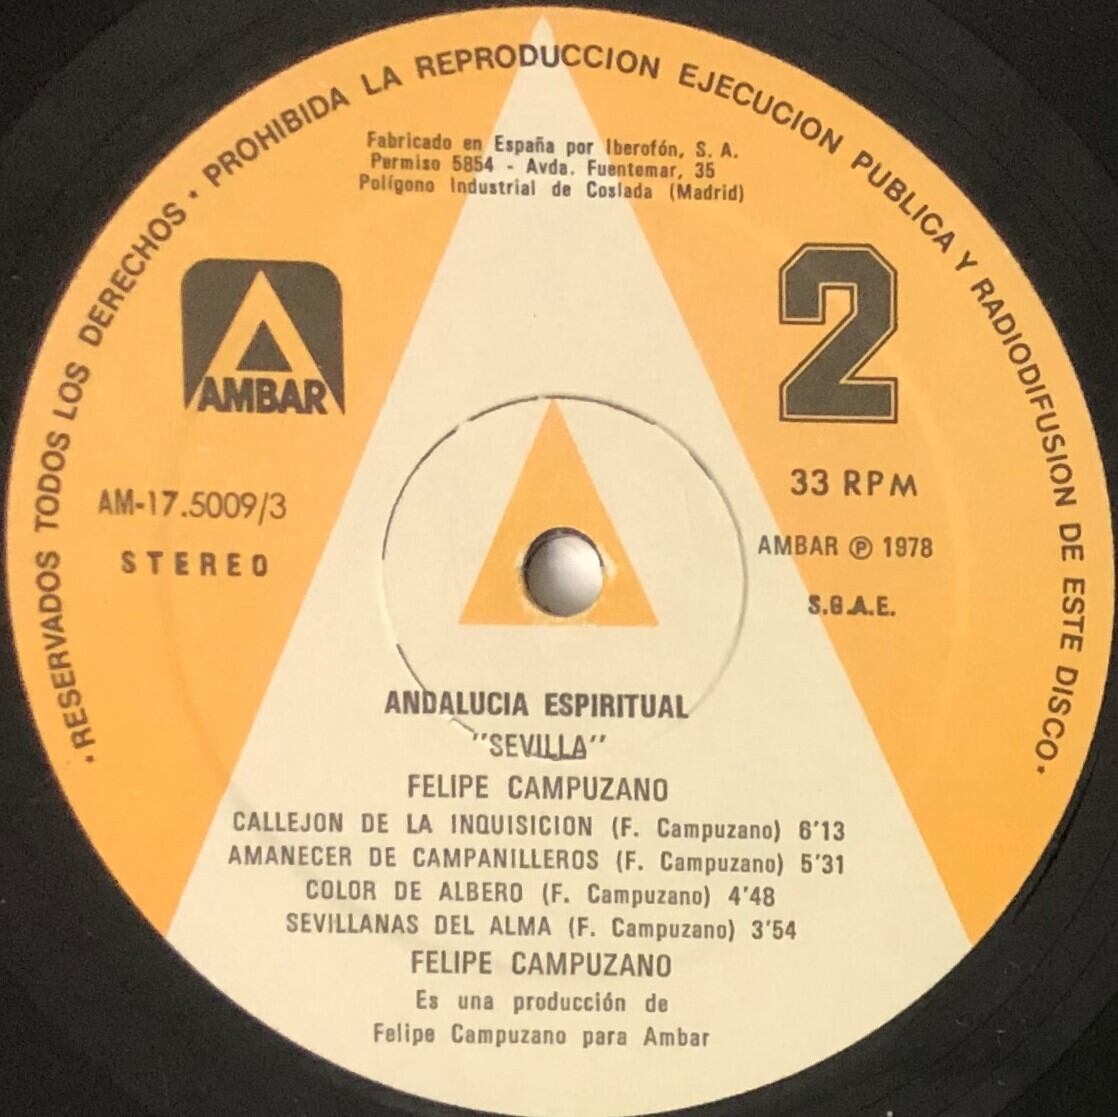 · RESERVADOS TODOS LOS DERECHOS · PROHIBIDA LA REPRODUCCION EJECUCION PUBLICA Y RADIODIFUSION DE ESTE DISCO.
Fabricado en España por Iberofón, S. A.
Permiso 5854 - Avda. Fuentemar, 35
Polígono Industrial de Coslada (Madrid)
AMBAR
2
AM-17.5009/3
STEREO
33 RPM
AMBAR ℗ 1978
S.G.A.E.
ANDALUCIA ESPIRITUAL
"SEVILLA"
FELIPE CAMPUZANO
CALLEJON DE LA INQUISICION (F. Campuzano) 6'13
AMANECER DE CAMPANILLEROS (F. Campuzano) 5'31
COLOR DE ALBERO (F. Campuzano) 4'48
SEVILLANAS DEL ALMA (F. Campuzano) 3'54
FELIPE CAMPUZANO
Es una producción de
Felipe Campuzano para Ambar